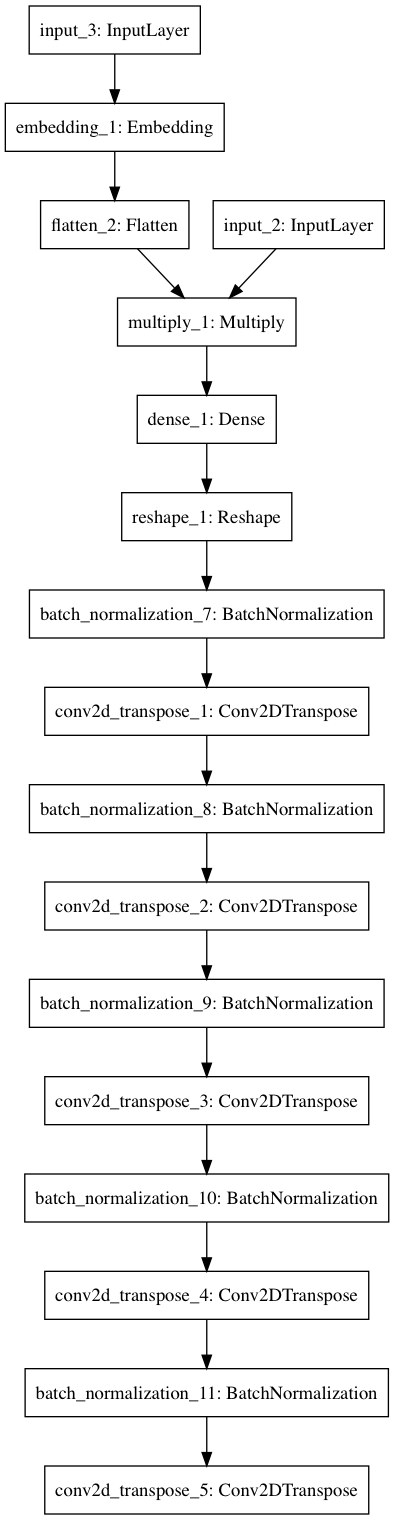 input_3: InputLayer
embedding_1: Embedding
flatten_2: Flatten
input_2: InputLayer
multiply_1: Multiply
dense_1: Dense
reshape_1: Reshape
batch_normalization_7: BatchNormalization
conv2d_transpose_1: Conv2DTranspose
batch_normalization_8: BatchNormalization
conv2d_transpose_2: Conv2DTranspose
batch_normalization_9: BatchNormalization
conv2d_transpose_3: Conv2DTranspose
batch_normalization_10: BatchNormalization
conv2d_transpose_4: Conv2DTranspose
batch_normalization_11: BatchNormalization
conv2d_transpose_5: Conv2DTranspose